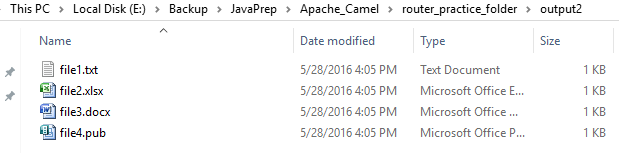 This PC > Local Disk (E:) > Backup > JavaPrep > Apache_Camel > router_practice_folder > output2
Name Date modified Type Size
file1.txt 5/28/2016 4:05 PM Text Document 1 KB
file2.xlsx 5/28/2016 4:05 PM Microsoft Office E... 1 KB
file3.docx 5/28/2016 4:05 PM Microsoft Office ... 1 KB
file4.pub 5/28/2016 4:05 PM Microsoft Office P... 1 KB